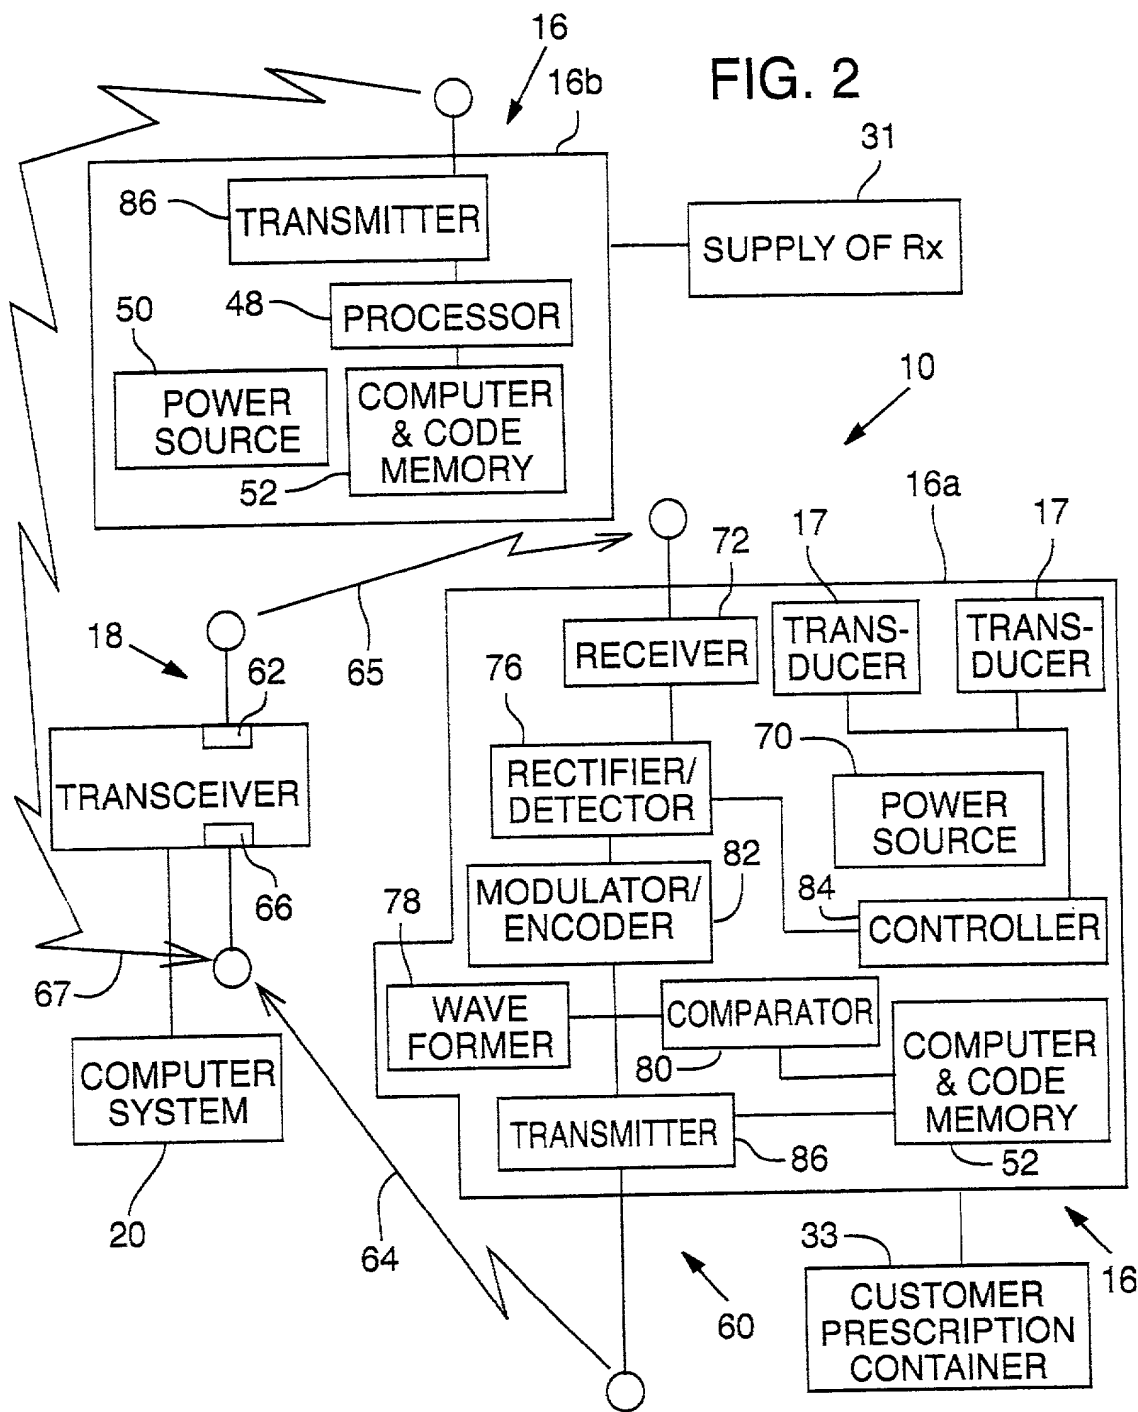 16
FIG. 2
16b
31
86
TRANSMITTER
SUPPLY OF Rx
48
PROCESSOR
50
POWER
SOURCE
COMPUTER
& CODE
MEMORY
52
10
16a
72
17
17
65
18
62
RECEIVER
TRANS-
DUCER
TRANS-
DUCER
76
70
TRANSCEIVER
RECTIFIER/
DETECTOR
POWER
SOURCE
66
82
MODULATOR/
ENCODER
84
CONTROLLER
78
67
WAVE
FORMER
COMPARATOR
80
COMPUTER
& CODE
MEMORY
52
COMPUTER
SYSTEM
20
TRANSMITTER
86
64
60
33
16
CUSTOMER
PRESCRIPTION
CONTAINER